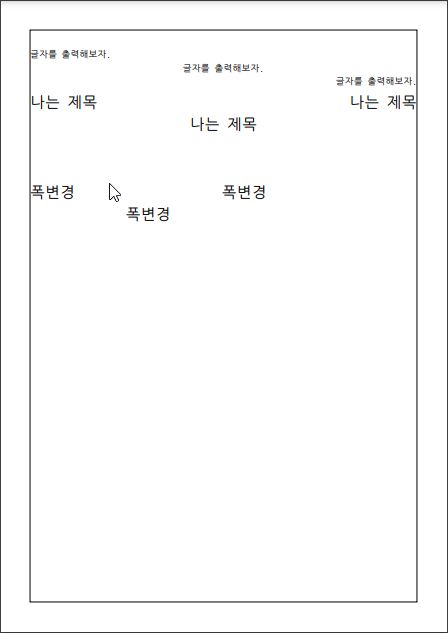 글자를 출력해보자.
글자를 출력해보자.
글자를 출력해보자.
나는 제목 나는 제목
나는 제목
폭변경 폭변경
폭변경